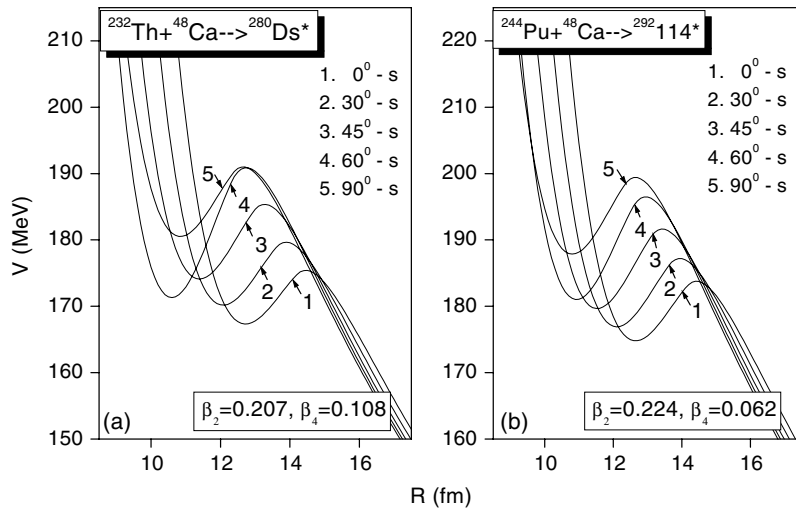 ²³²Th+⁴⁸Ca-->²⁸⁰Ds*
1. 0⁰ - s
2. 30⁰ - s
3. 45⁰ - s
4. 60⁰ - s
5. 90⁰ - s
210
200
190
180
170
160
150
V (MeV)
5
4
3
2
1
(a)
β₂=0.207, β₄=0.108
10 12 14 16
²⁴⁴Pu+⁴⁸Ca-->²⁹²114*
1. 0⁰ - s
2. 30⁰ - s
3. 45⁰ - s
4. 60⁰ - s
5. 90⁰ - s
220
210
200
190
180
170
160
5
4
3
2
1
(b)
β₂=0.224, β₄=0.062
10 12 14 16
R (fm)